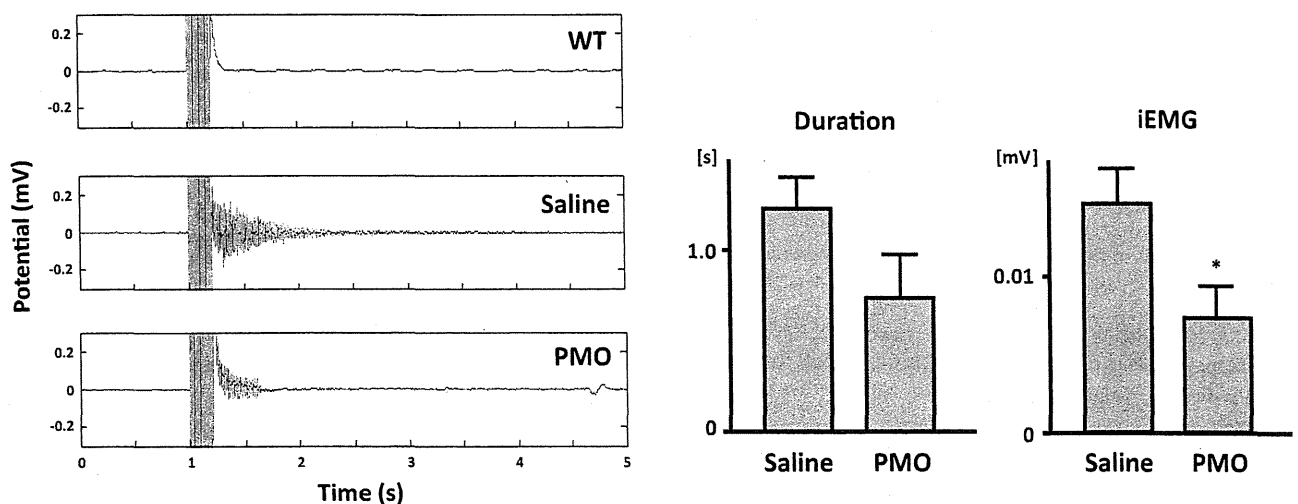 0.2
0
-0.2
WT
0.2
0
-0.2
Saline
0.2
0
-0.2
PMO
Potential (mV)
0 1 2 3 4 5
Time (s)
Duration
[s]
1.0
0
Saline PMO
iEMG
[mV]
*
0.01
0
Saline PMO